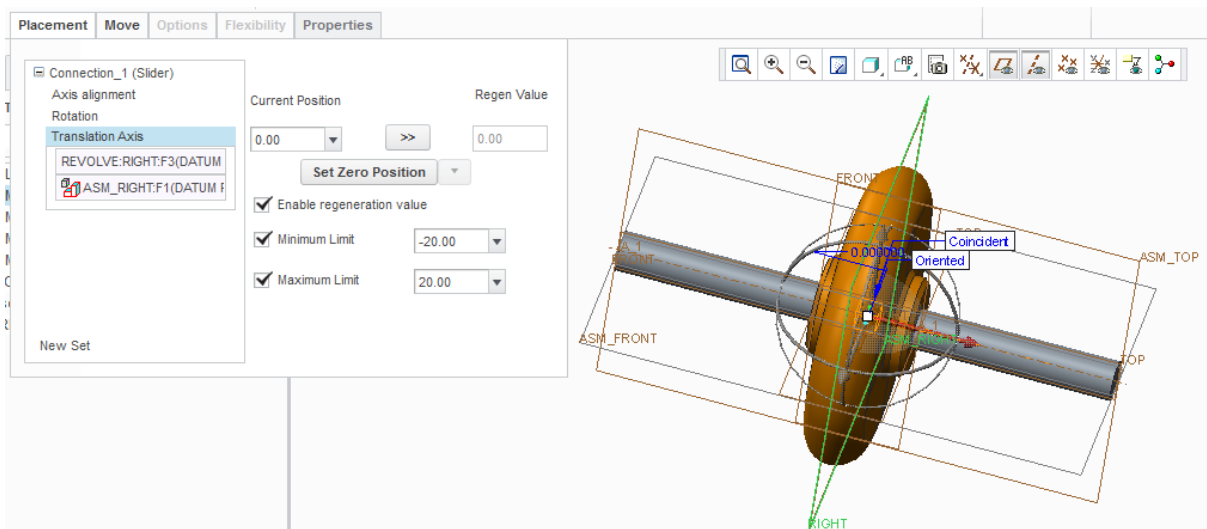 Placement Move Options Flexibility Properties
Connection_1 (Slider)
Axis alignment
Rotation
Translation Axis
REVOLVE:RIGHT:F3(DATUM
ASM_RIGHT:F1(DATUM F
New Set
Current Position Regen Value
0.00 >> 0.00
Set Zero Position
Enable regeneration value
Minimum Limit -20.00
Maximum Limit 20.00
FRONT
TOP
Coincident
0.000000
Oriented
FRONT
ASM_TOP
ASM_FRONT
ASM_RIGHT
TOP
RIGHT